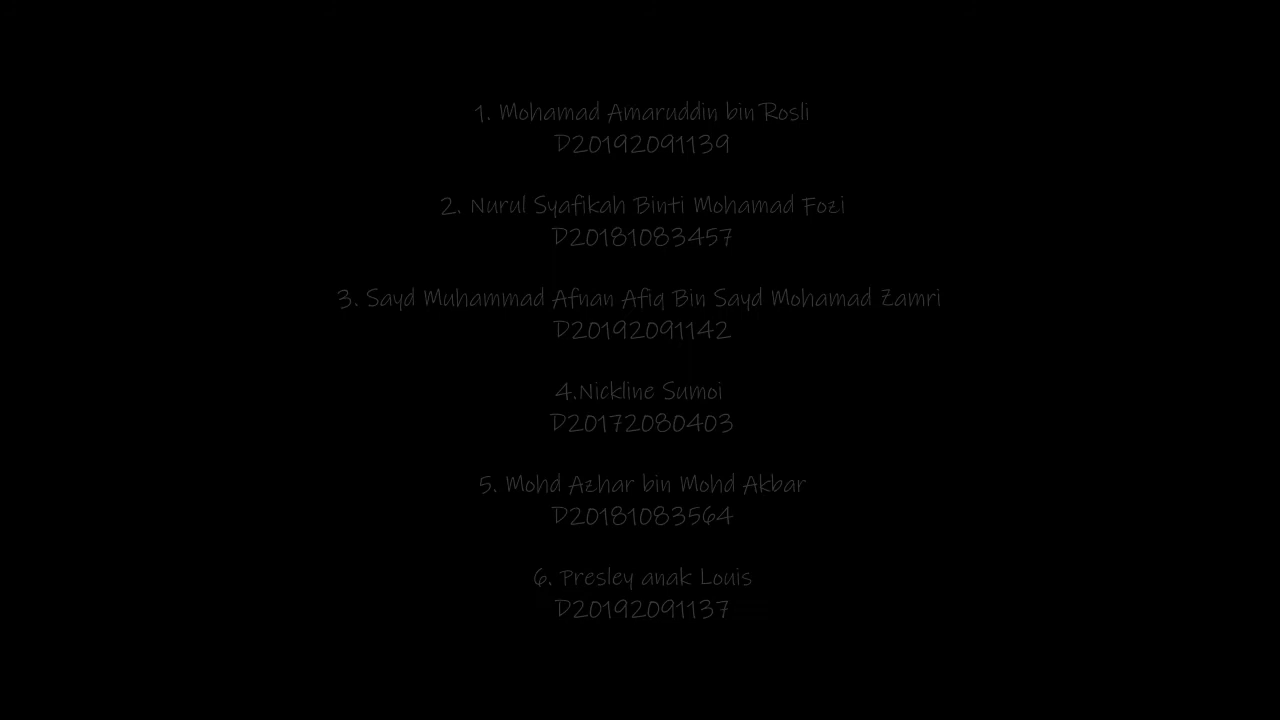 1. Mohamad Amaruddin bin Rosli
D20192091139
2. Nurul Syafikah Binti Mohamad Fozi
D20181083457
3. Sayd Muhammad Afnan Afiq Bin Sayd Mohamad Zamri
D20192091142
4.Nickline Sumoi
D20172080403
5. Mohd Azhar bin Mohd Akbar
D20181083564
6. Presley anak Louis
D20192091137